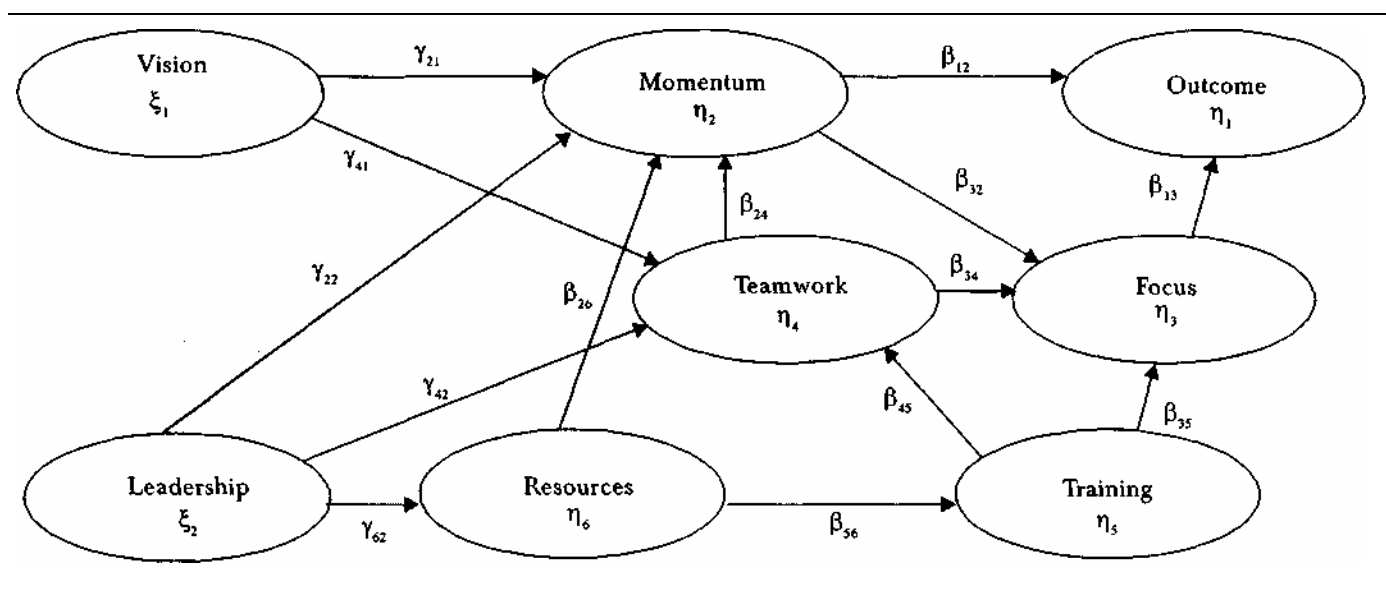 Vision
ξ₁
γ₂₁
Momentum
η₂
β₁₂
Outcome
η₁
γ₄₁
β₂₄
β₃₂
β₁₃
γ₂₂
β₂₆
Teamwork
η₄
β₃₄
Focus
η₃
γ₄₂
β₄₅
β₃₅
Leadership
ξ₂
γ₆₂
Resources
η₆
β₅₆
Training
η₅